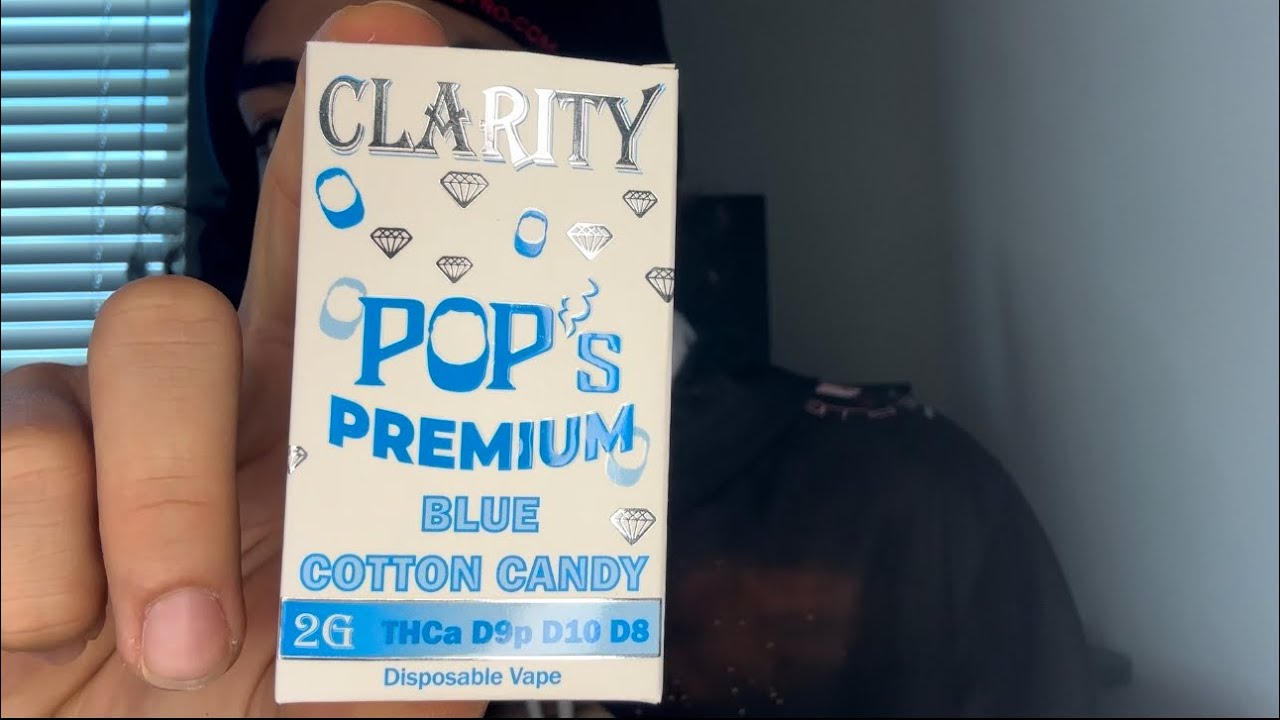 CLARITY
POP's
PREMIUM
BLUE
COTTON CANDY
2G THCa D9p D10 D8
Disposable Vape